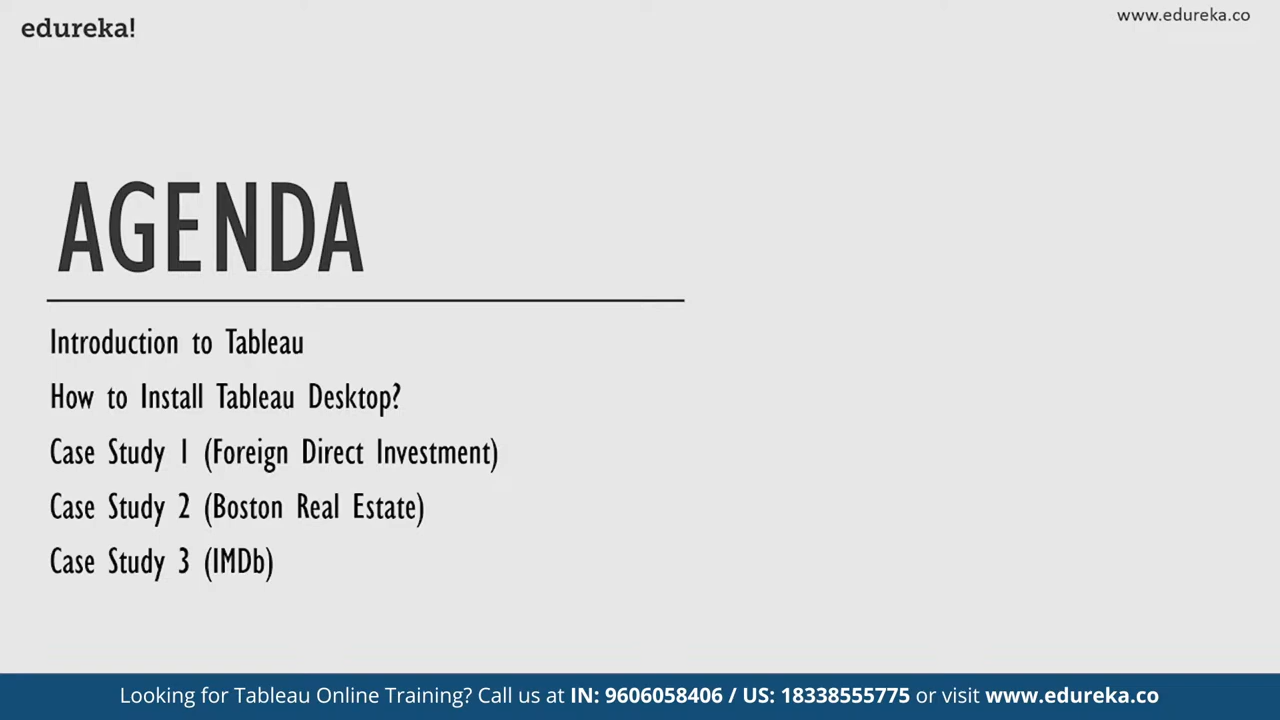 edureka!
www.edureka.co
AGENDA
Introduction to Tableau
How to Install Tableau Desktop?
Case Study 1 (Foreign Direct Investment)
Case Study 2 (Boston Real Estate)
Case Study 3 (IMDb)
Looking for Tableau Online Training? Call us at IN: 9606058406 / US: 18338555775 or visit www.edureka.co